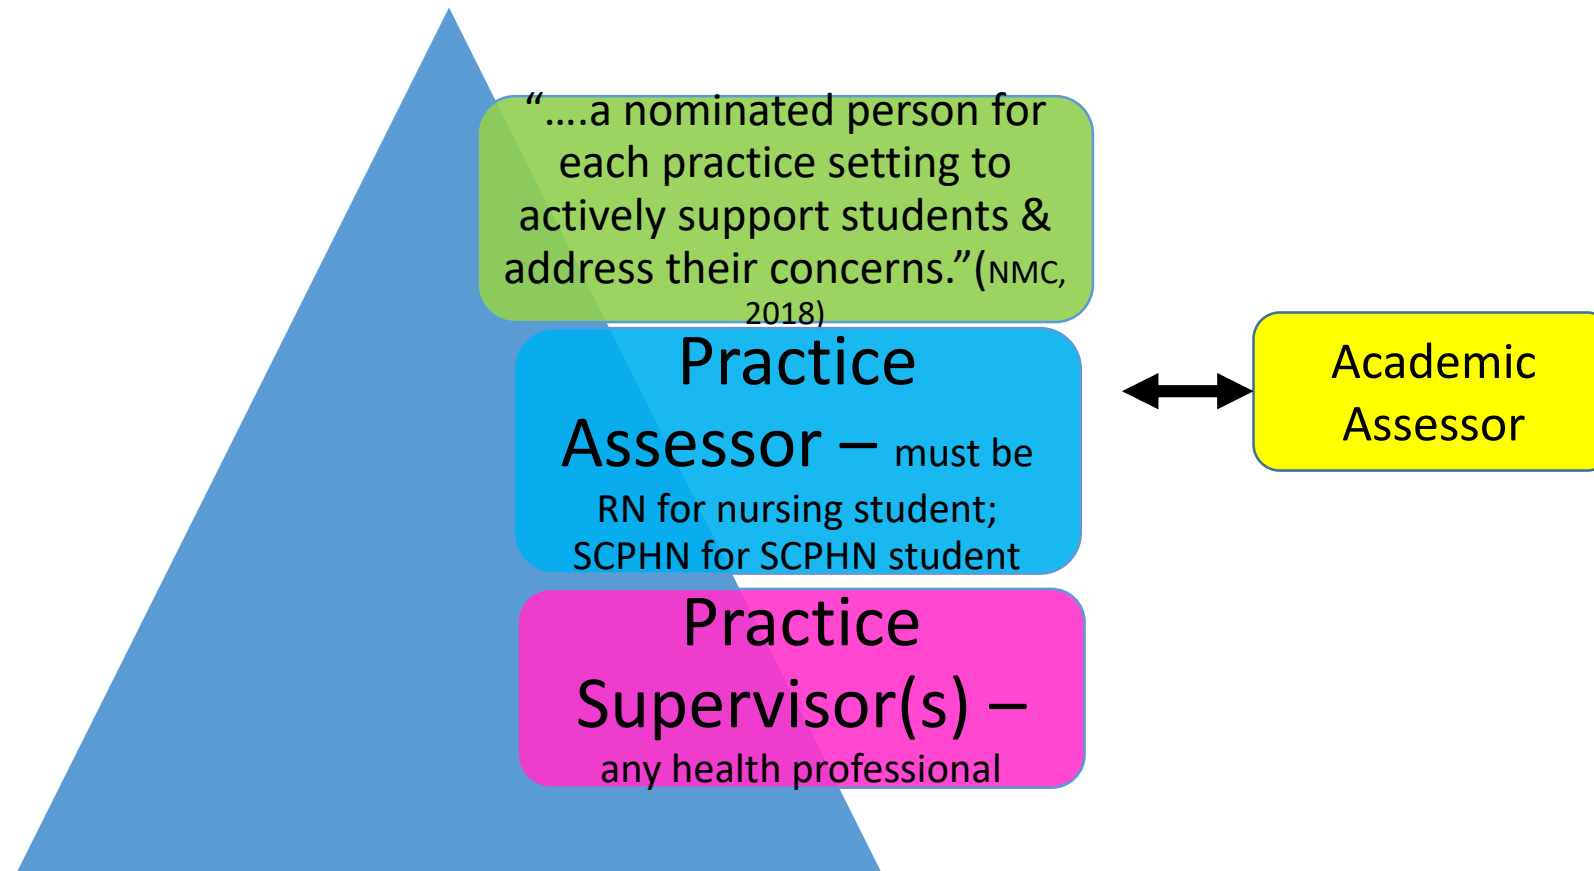 “....a nominated person for
each practice setting to
actively support students &
address their concerns.”(NMC,
2018)
Practice
Assessor – must be
RN for nursing student;
SCPHN for SCPHN student
Academic
Assessor
Practice
Supervisor(s) –
any health professional